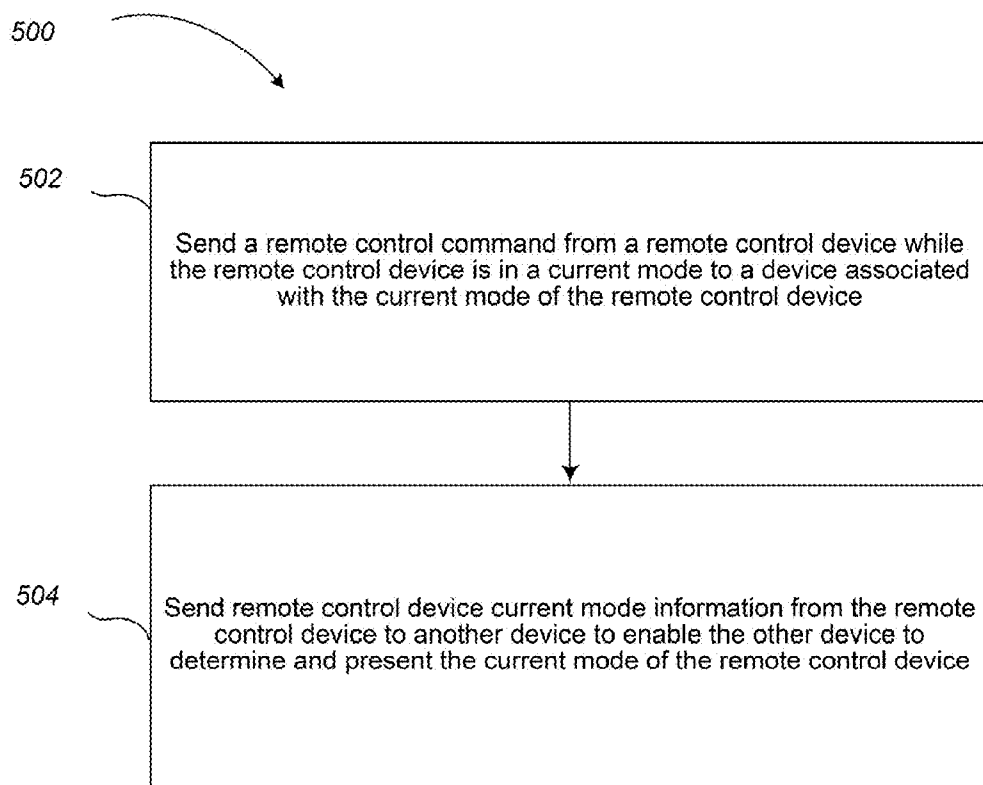 500
502
Send a remote control command from a remote control device while
the remote control device is in a current mode to a device associated
with the current mode of the remote control device
504
Send remote control device current mode information from the remote
control device to another device to enable the other device to
determine and present the current mode of the remote control device